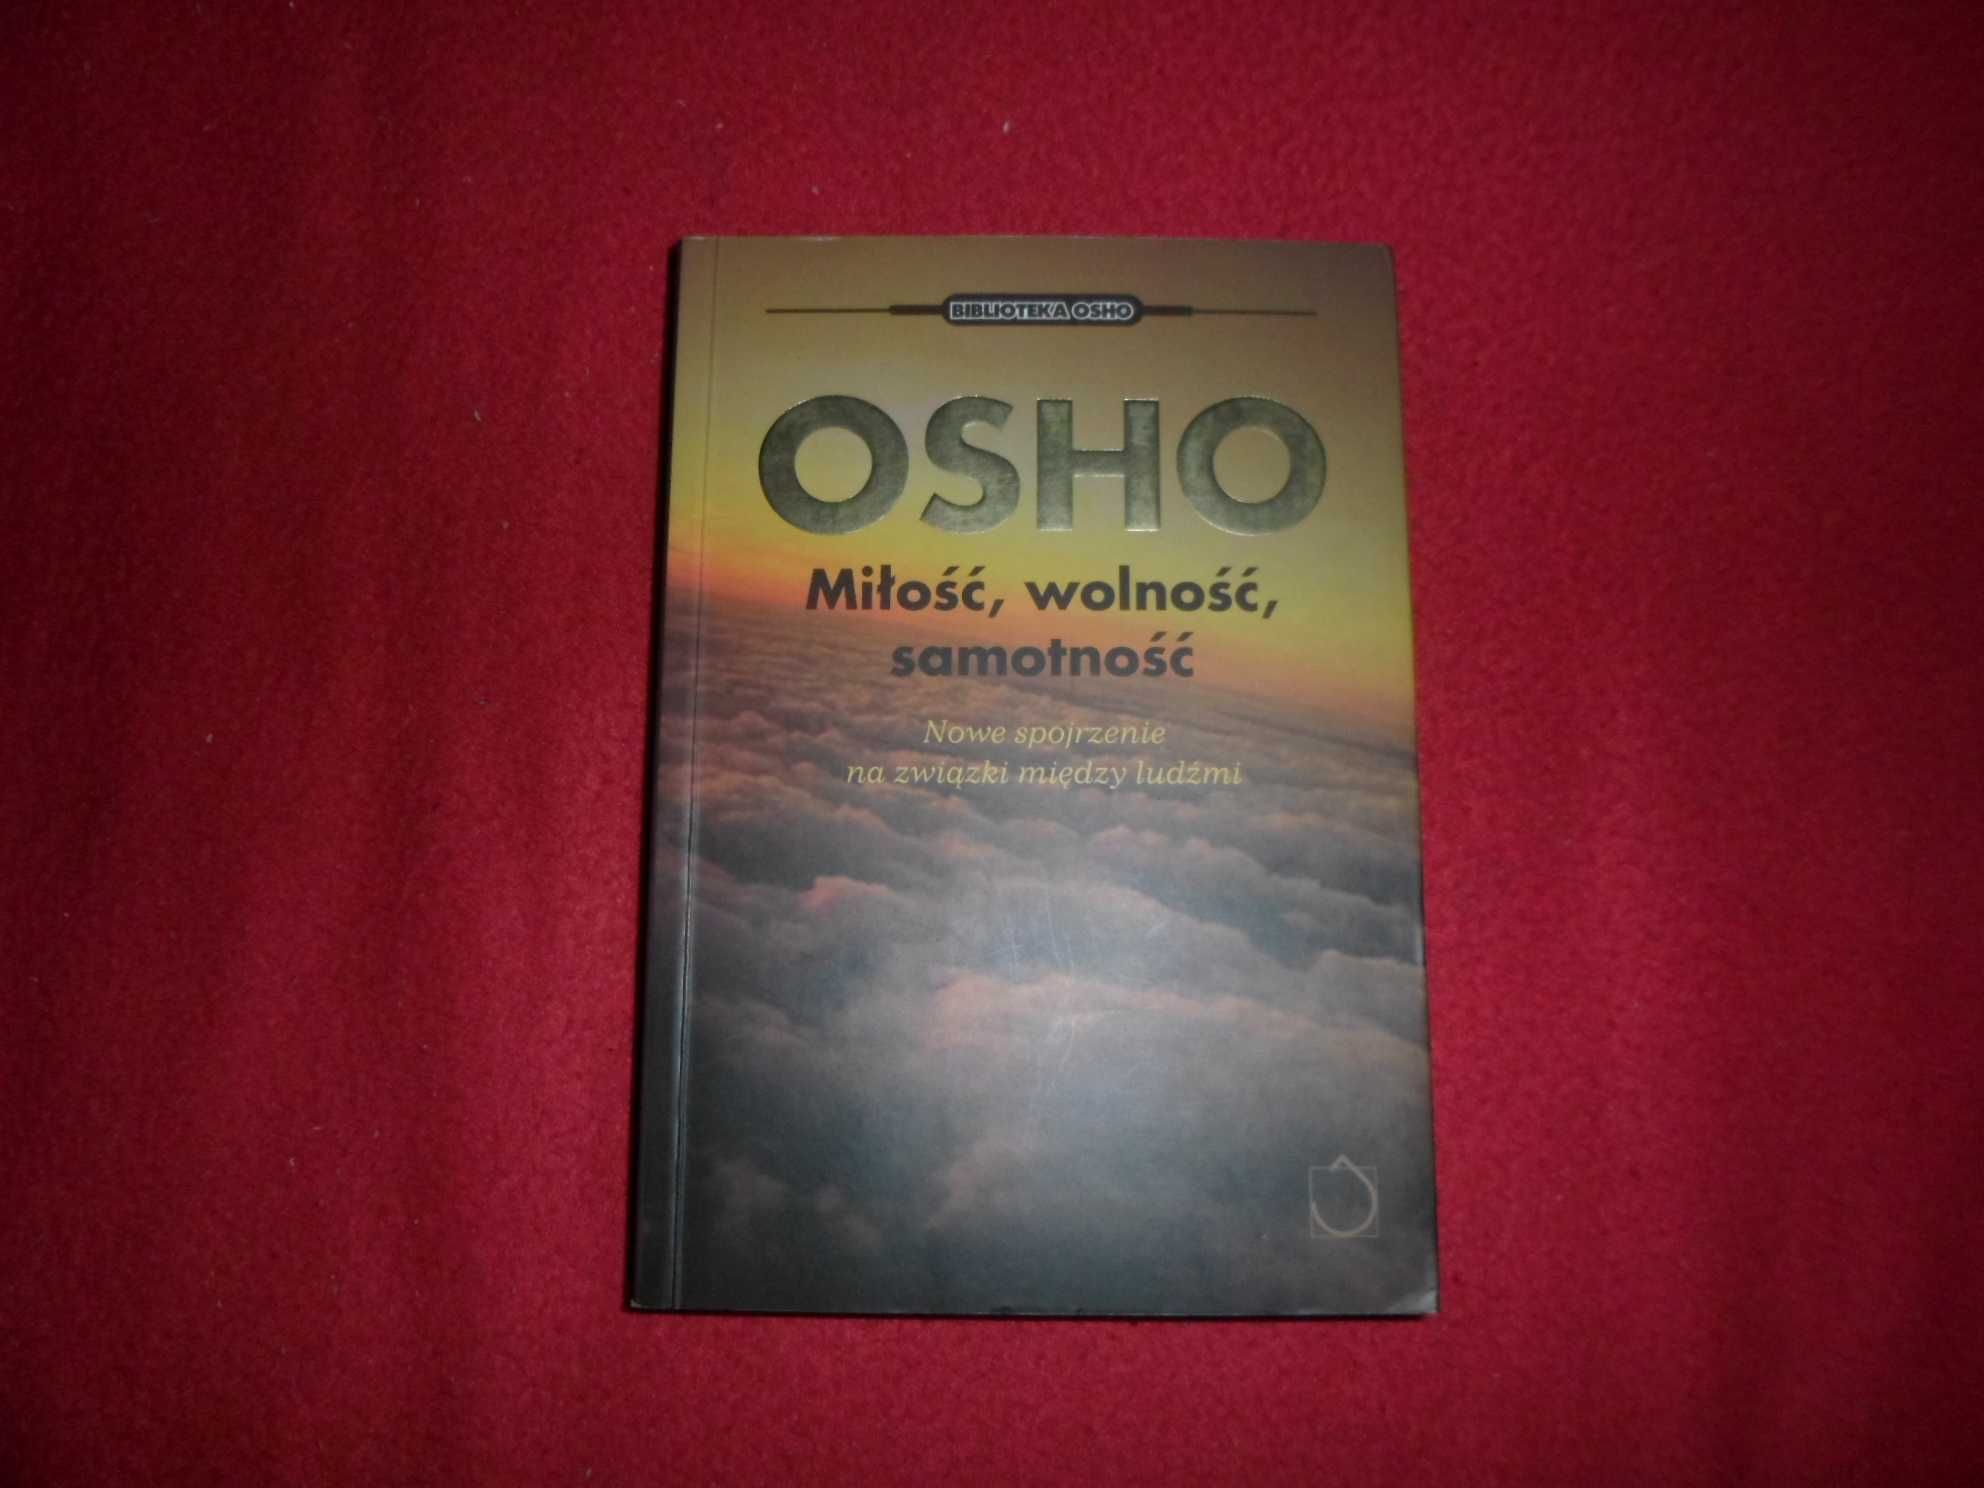 BIBLIOTEKA OSHO
OSHO
Miłość, wolność,
samotność
Nowe spojrzenie
na związki między ludźmi